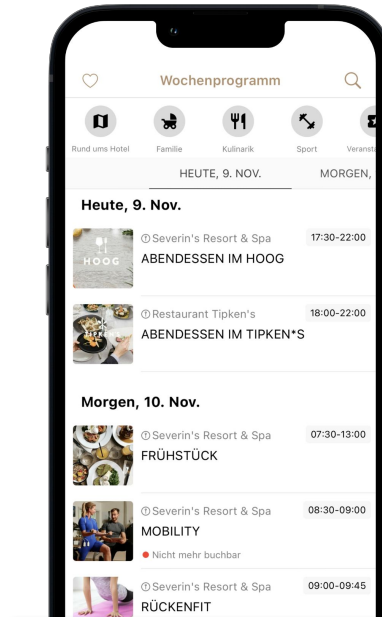 Wochenprogramm
Rund ums Hotel
Familie
Kulinarik
Sport
Veransta
HEUTE, 9. NOV.
MORGEN,
Heute, 9. Nov.
HOOG
Severin's Resort & Spa
17:30-22:00
ABENDESSEN IM HOOG
TIPKEN*S
Restaurant Tipken's
18:00-22:00
ABENDESSEN IM TIPKEN*S
Morgen, 10. Nov.
Severin's Resort & Spa
07:30-13:00
FRÜHSTÜCK
Severin's Resort & Spa
08:30-09:00
MOBILITY
Nicht mehr buchbar
Severin's Resort & Spa
09:00-09:45
RÜCKENFIT